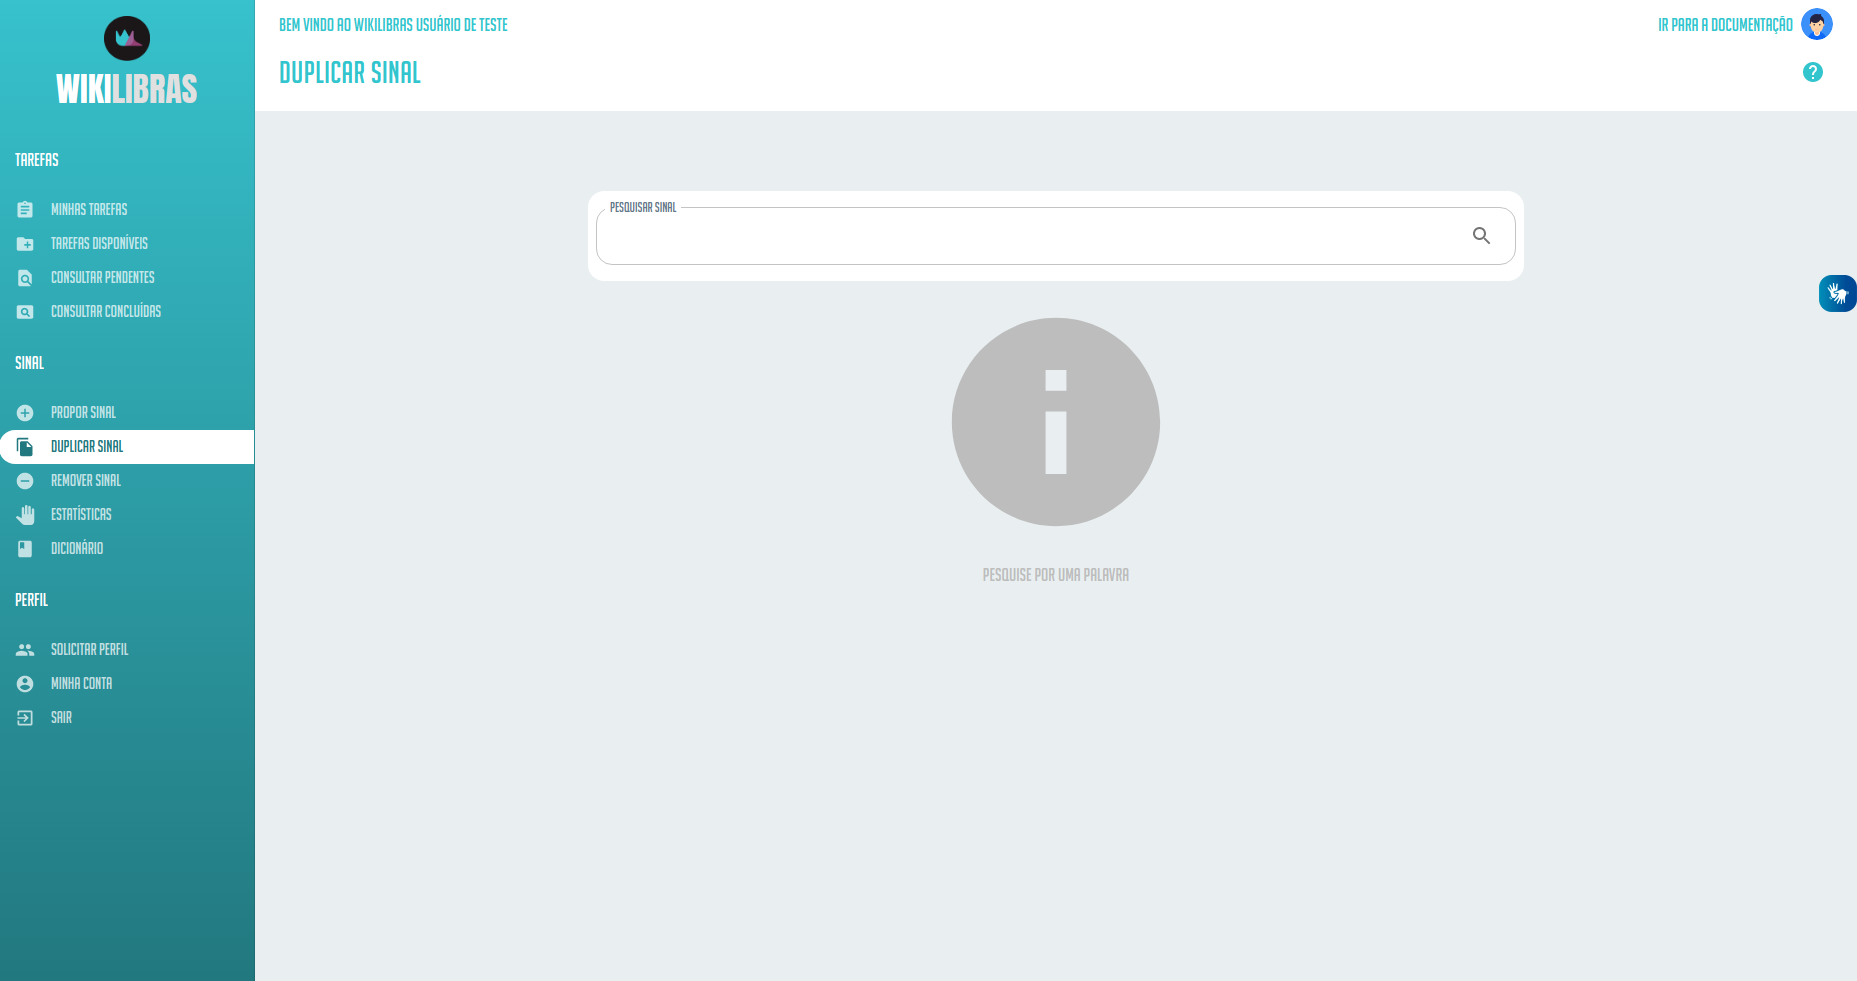 WIKILIBRAS
TAREFAS
MINHAS TAREFAS
TAREFAS DISPONÍVEIS
CONSULTAR PENDENTES
CONSULTAR CONCLUÍDAS
SINAL
PROPOR SINAL
DUPLICAR SINAL
REMOVER SINAL
ESTATÍSTICAS
DICIONÁRIO
PERFIL
SOLICITAR PERFIL
MINHA CONTA
SAIR
BEM VINDO AO WIKILIBRAS USUÁRIO DE TESTE
IR PARA A DOCUMENTAÇÃO
DUPLICAR SINAL
PESQUISAR SINAL
PESQUISE POR UMA PALAVRA